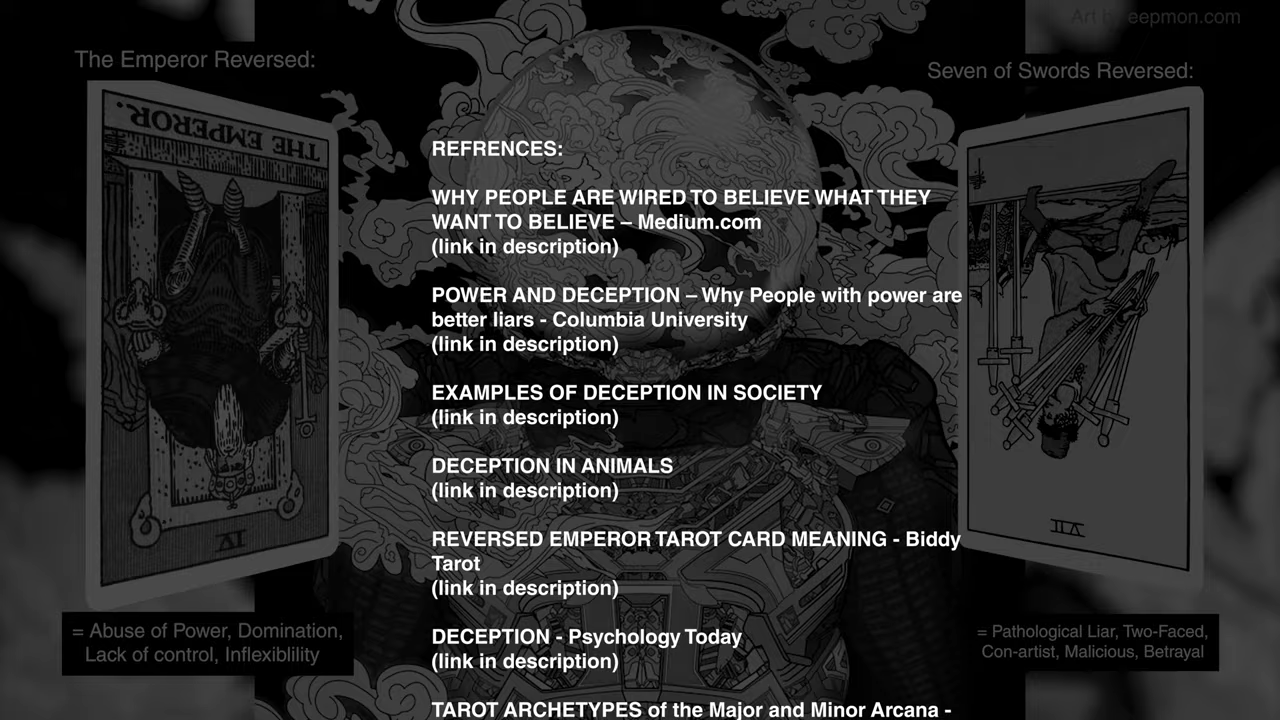 Art by eepmon.com
The Emperor Reversed:
Seven of Swords Reversed:
THE EMPEROR.
IV
VII
REFRENCES:
WHY PEOPLE ARE WIRED TO BELIEVE WHAT THEY
WANT TO BELIEVE – Medium.com
(link in description)
POWER AND DECEPTION – Why People with power are
better liars - Columbia University
(link in description)
EXAMPLES OF DECEPTION IN SOCIETY
(link in description)
DECEPTION IN ANIMALS
(link in description)
REVERSED EMPEROR TAROT CARD MEANING - Biddy
Tarot
(link in description)
DECEPTION - Psychology Today
(link in description)
TAROT ARCHETYPES of the Major and Minor Arcana -
= Abuse of Power, Domination,
Lack of control, Inflexiblility
= Pathological Liar, Two-Faced,
Con-artist, Malicious, Betrayal